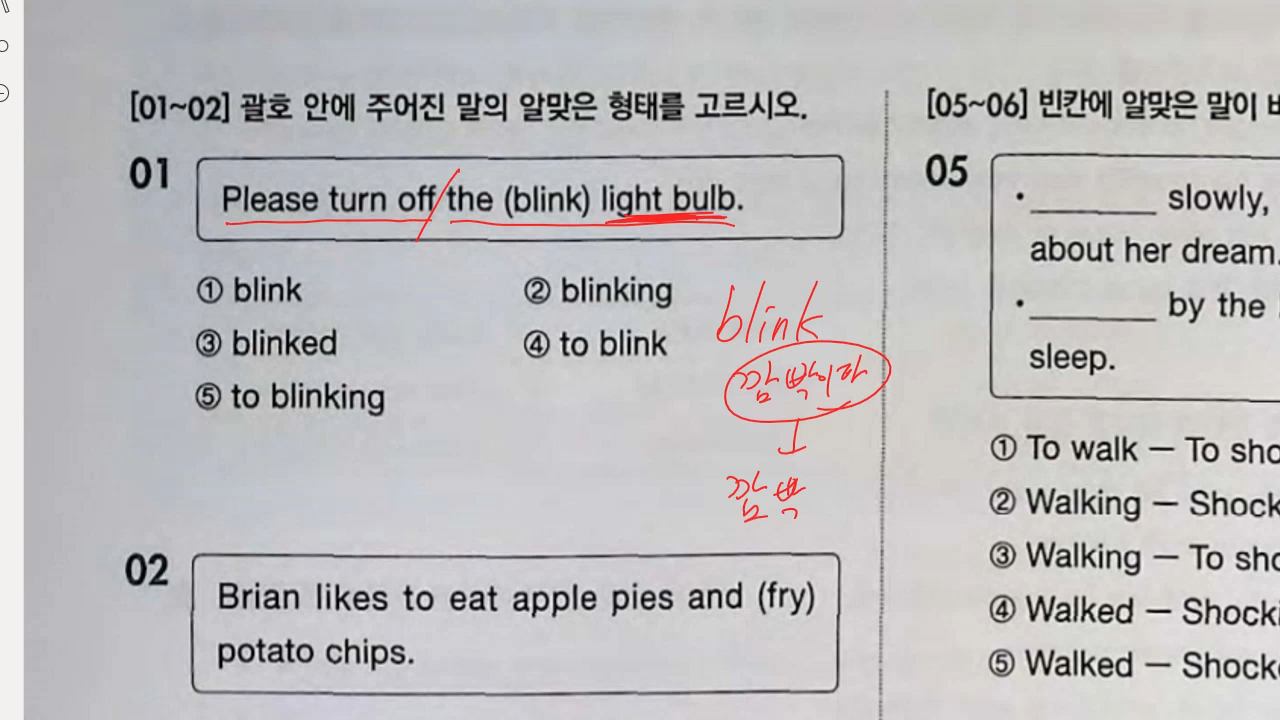 [01~02] 괄호 안에 주어진 말의 알맞은 형태를 고르시오.
01
Please turn off the (blink) light bulb.
① blink
② blinking
③ blinked
④ to blink
⑤ to blinking
blink
깜빡이다
깜빡
02
Brian likes to eat apple pies and (fry)
potato chips.
[05~06] 빈칸에 알맞은 말이
05
• ______ slowly,
about her dream.
• ______ by the
sleep.
① To walk – To sho
② Walking – Shock
③ Walking – To sho
④ Walked – Shocki
⑤ Walked – Shocke